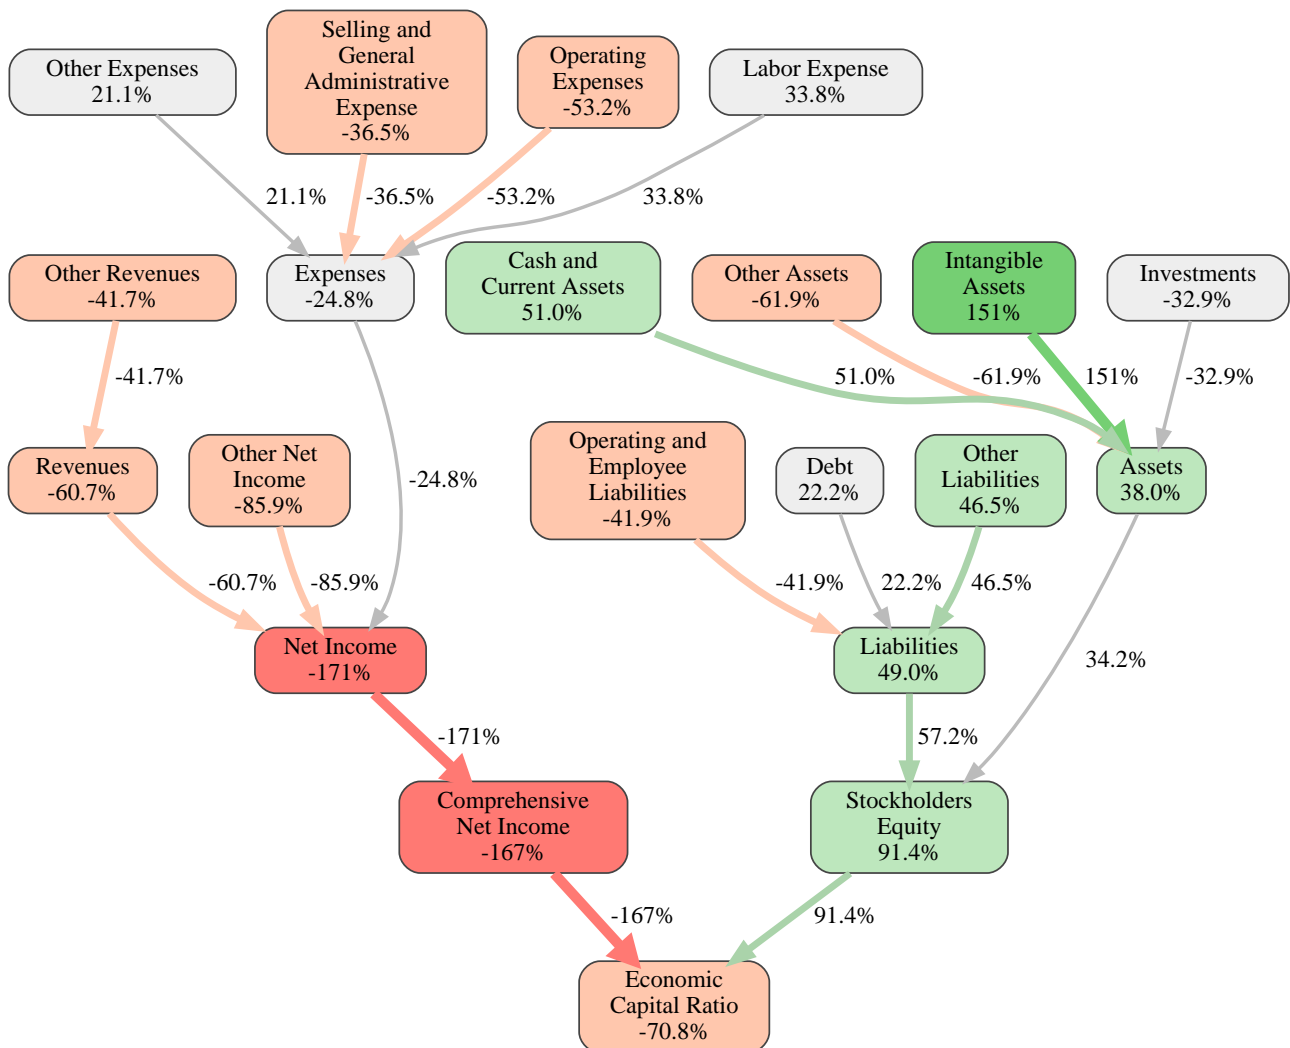 Other Expenses
21.1%
Selling and
General
Administrative
Expense
-36.5%
Operating
Expenses
-53.2%
Labor Expense
33.8%
21.1%
-36.5%
-53.2%
33.8%
Other Revenues
-41.7%
Expenses
-24.8%
Cash and
Current Assets
51.0%
Other Assets
-61.9%
Intangible
Assets
151%
Investments
-32.9%
-41.7%
51.0%
-61.9%
151%
-32.9%
Revenues
-60.7%
Other Net
Income
-85.9%
-24.8%
Operating and
Employee
Liabilities
-41.9%
Debt
22.2%
Other
Liabilities
46.5%
Assets
38.0%
-60.7%
-85.9%
-41.9%
22.2%
46.5%
Net Income
-171%
Liabilities
49.0%
34.2%
-171%
57.2%
Comprehensive
Net Income
-167%
Stockholders
Equity
91.4%
-167%
91.4%
Economic
Capital Ratio
-70.8%